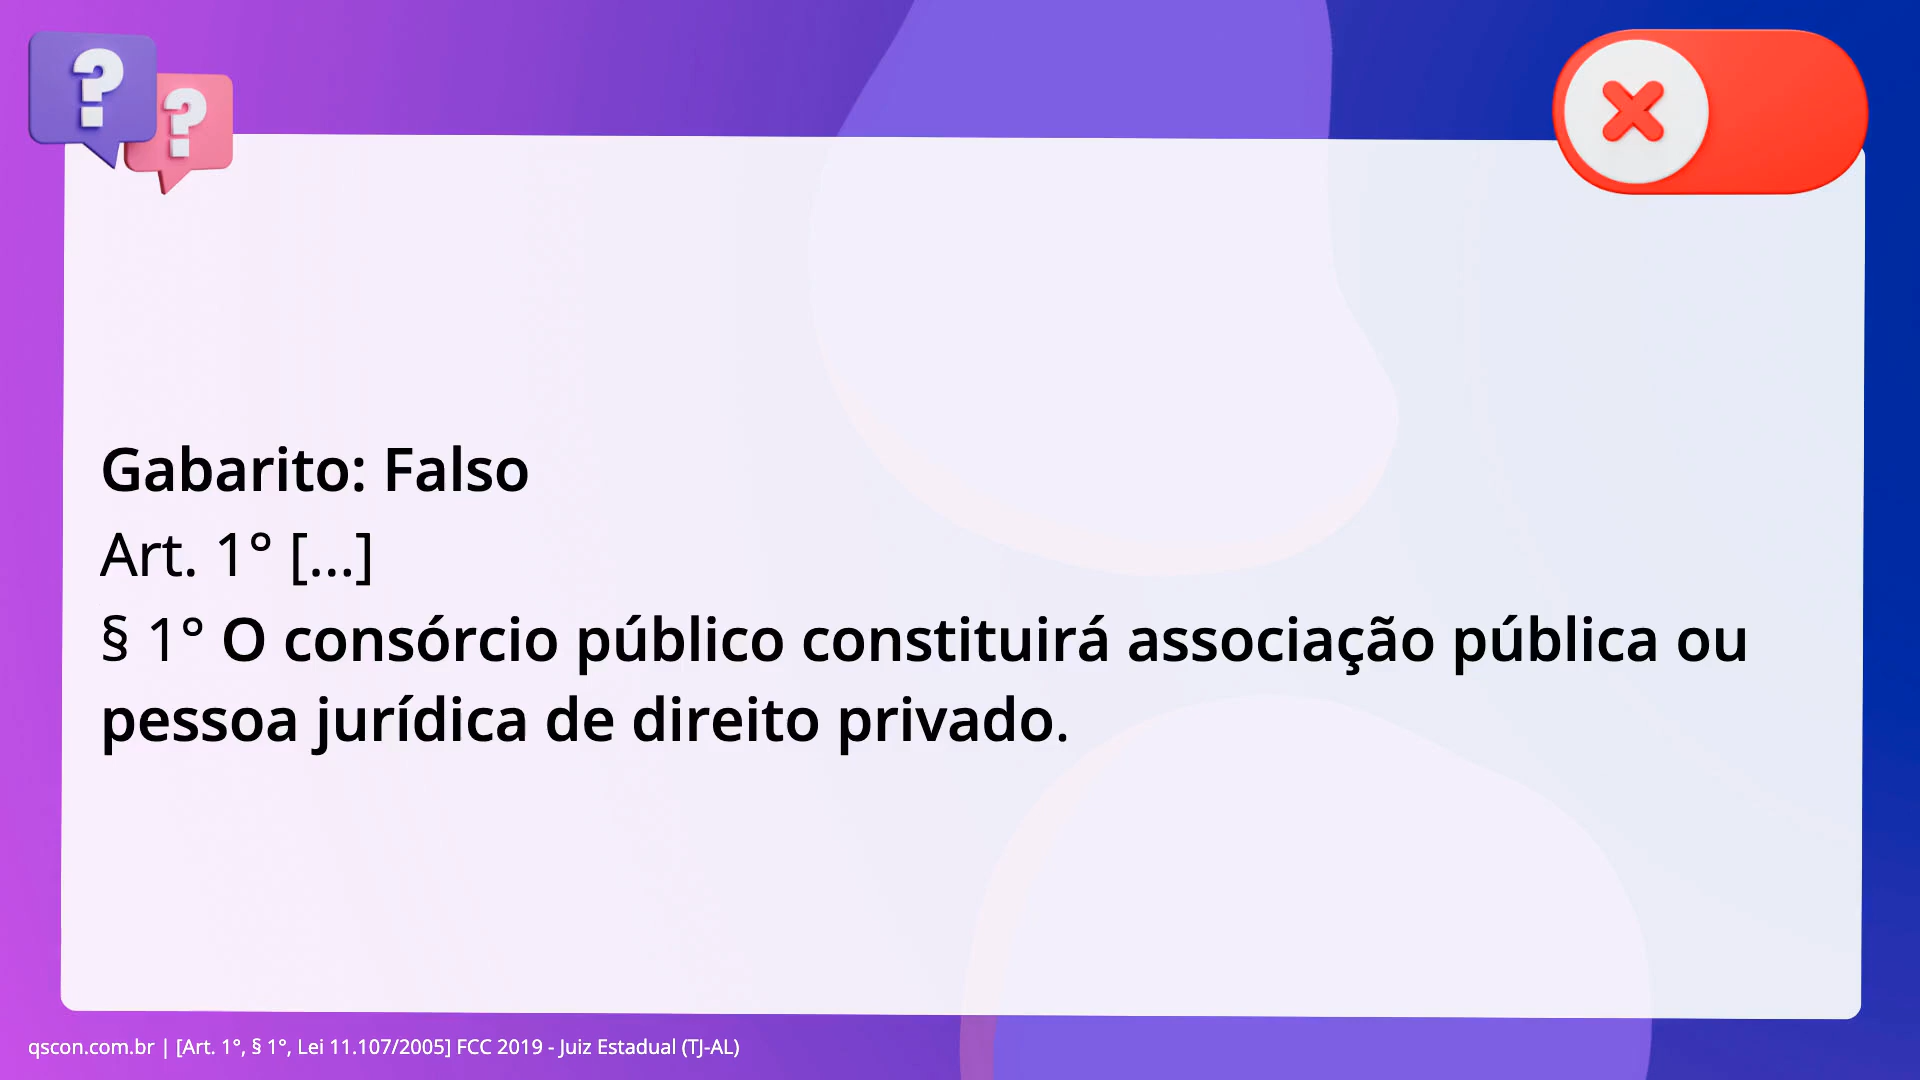 Gabarito: Falso
Art. 1° [...]
§ 1° O consórcio público constituirá associação pública ou
pessoa jurídica de direito privado.
qscon.com.br | [Art. 1°, § 1°, Lei 11.107/2005] FCC 2019 - Juiz Estadual (TJ-AL)